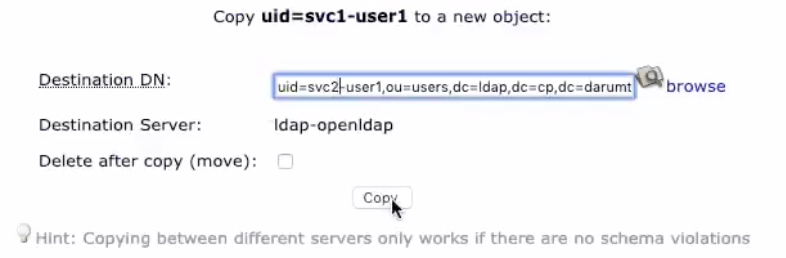 Copy uid=svc1-user1 to a new object:
Destination DN: uid=svc2-user1,ou=users,dc=ldap,dc=cp,dc=darumt browse
Destination Server: ldap-openldap
Delete after copy (move):
Copy
Hint: Copying between different servers only works if there are no schema violations